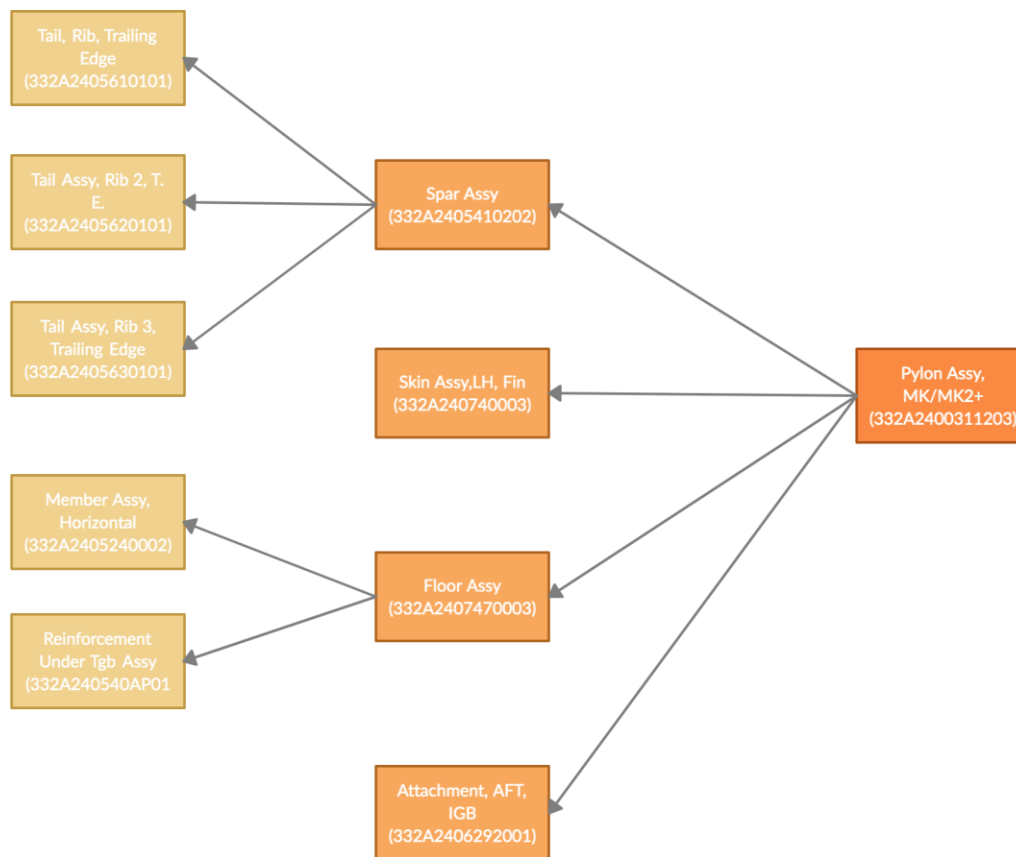 Tail, Rib, Trailing
Edge
(332A2405610101)
Tail Assy, Rib 2, T.
E.
(332A2405620101)
Tail Assy, Rib 3,
Trailing Edge
(332A2405630101)
Member Assy,
Horizontal
(332A2405240002)
Reinforcement
Under Tgb Assy
(332A240540AP01
Spar Assy
(332A2405410202)
Skin Assy,LH, Fin
(332A240740003)
Floor Assy
(332A2407470003)
Attachment, AFT,
IGB
(332A2406292001)
Pylon Assy,
MK/MK2+
(332A2400311203)